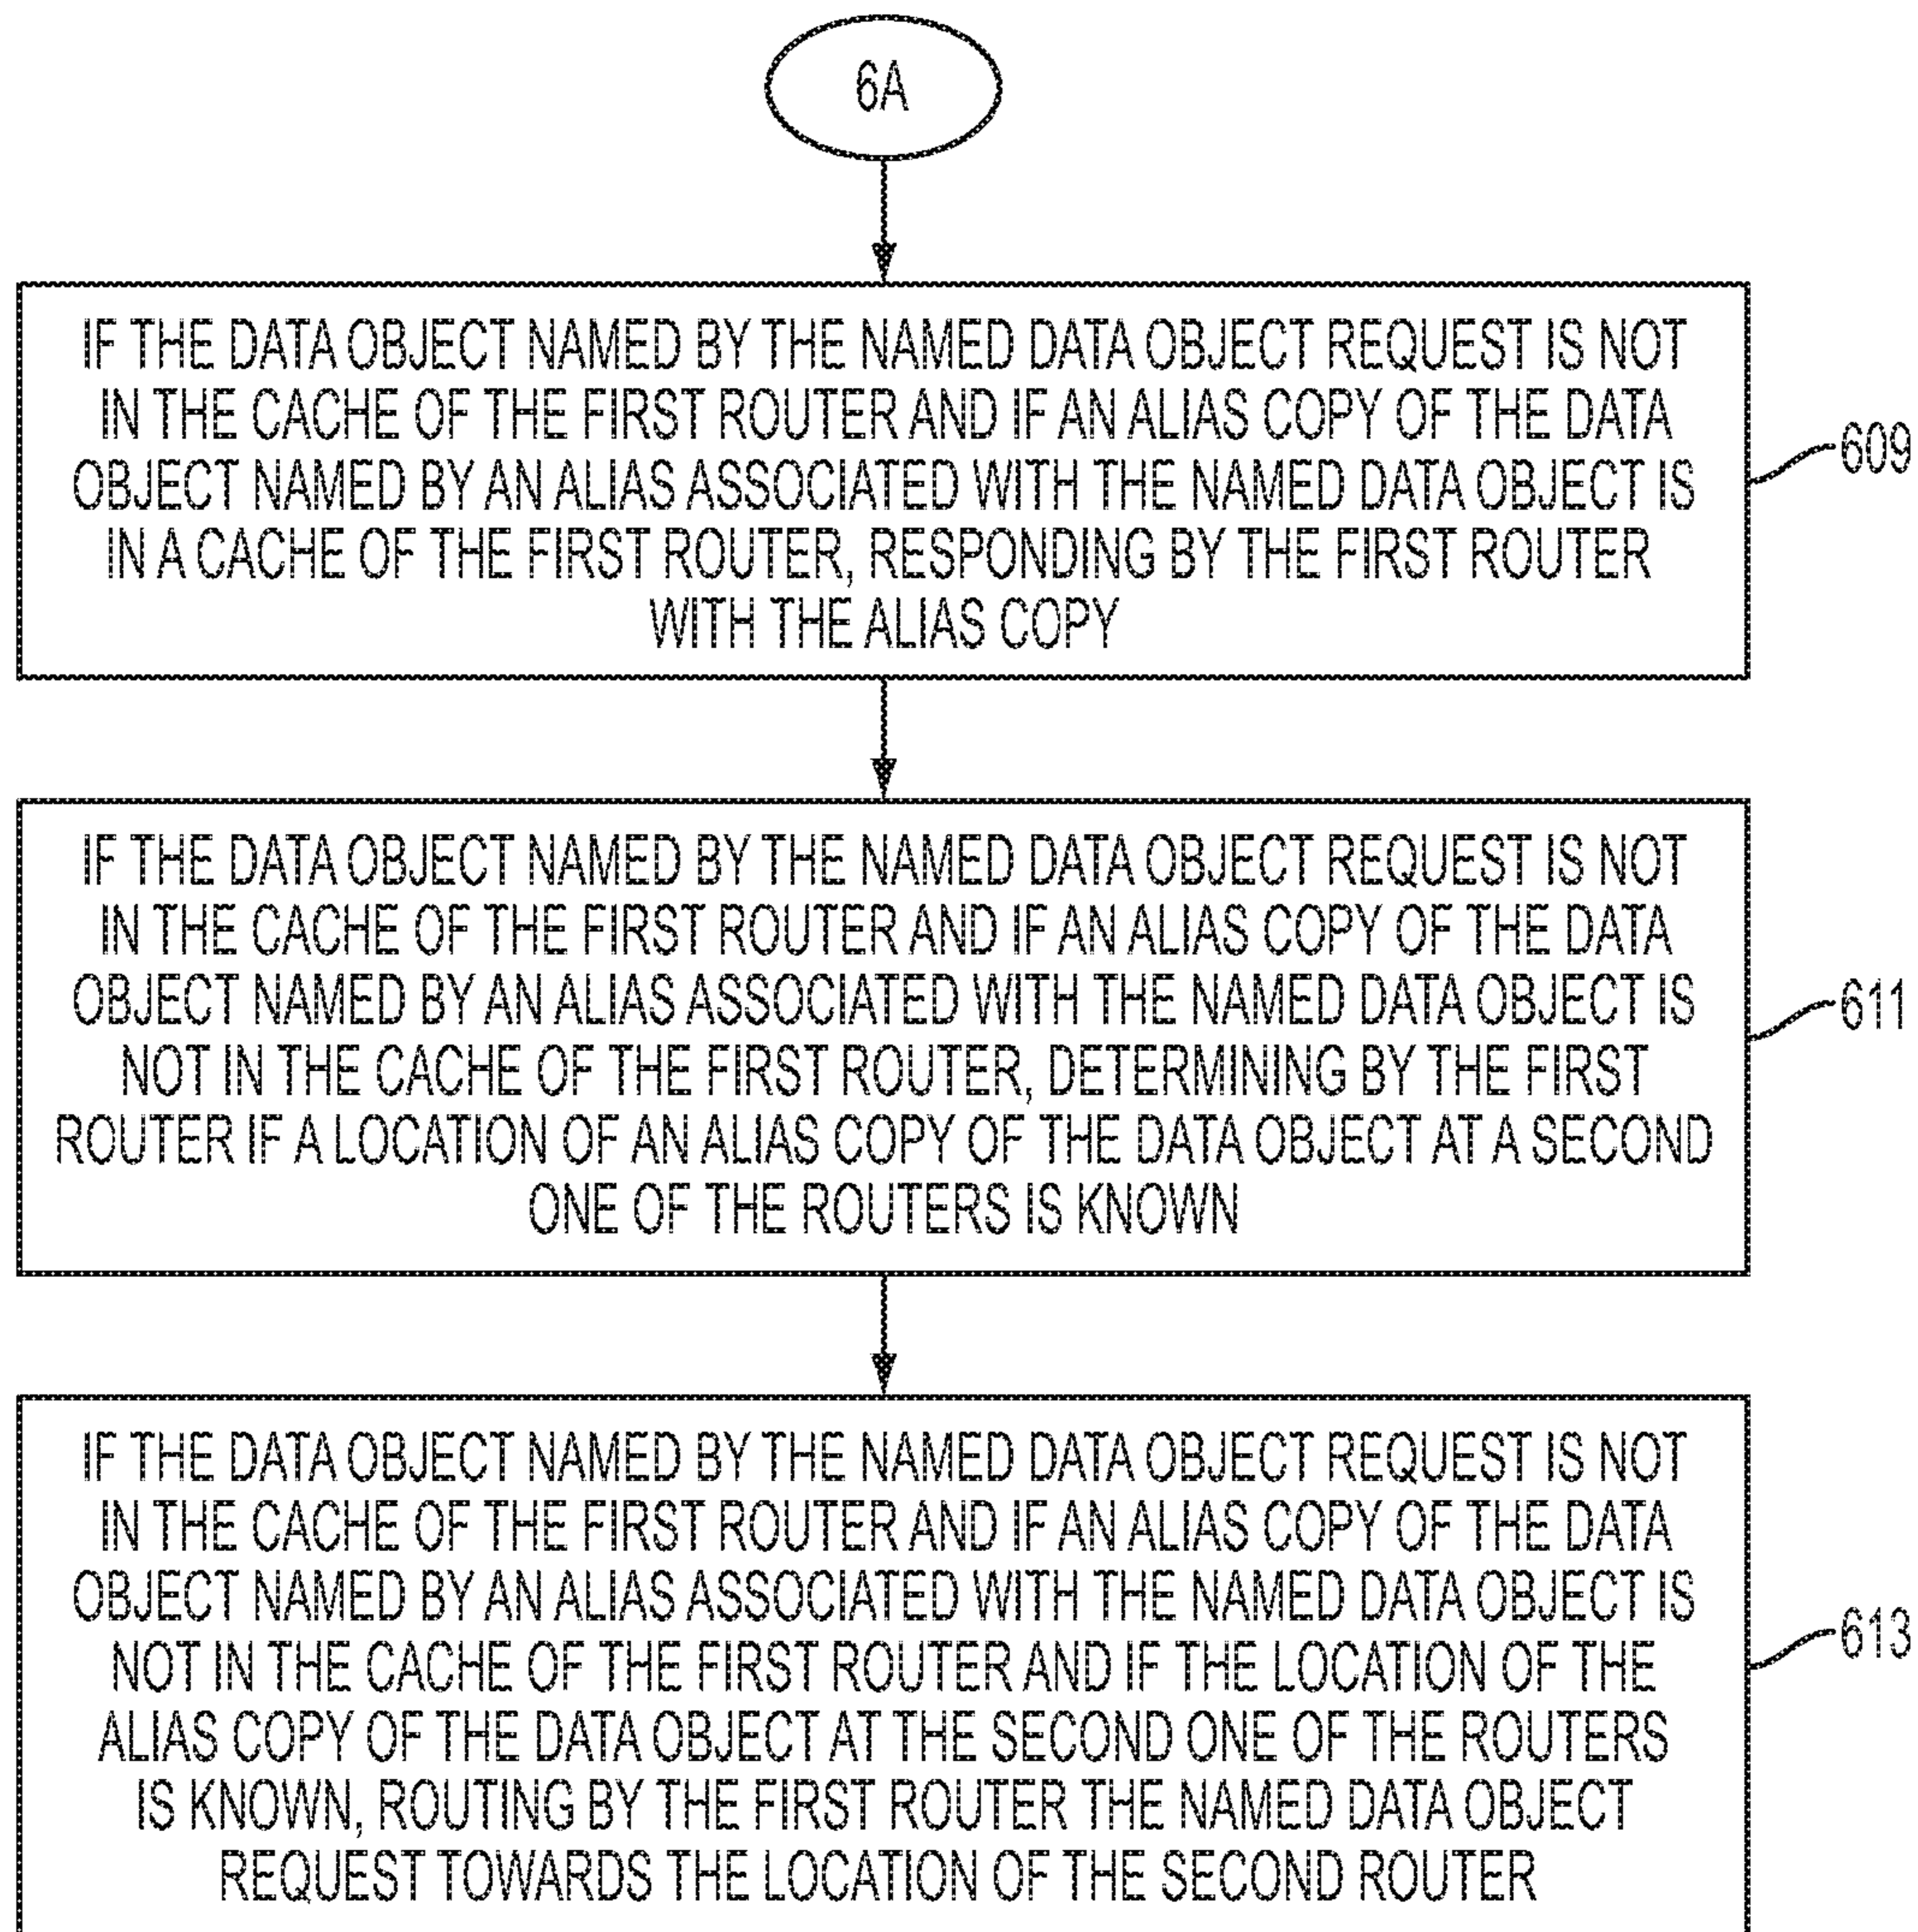 6A
IF THE DATA OBJECT NAMED BY THE NAMED DATA OBJECT REQUEST IS NOT
IN THE CACHE OF THE FIRST ROUTER AND IF AN ALIAS COPY OF THE DATA
OBJECT NAMED BY AN ALIAS ASSOCIATED WITH THE NAMED DATA OBJECT IS
IN A CACHE OF THE FIRST ROUTER, RESPONDING BY THE FIRST ROUTER
WITH THE ALIAS COPY
609
IF THE DATA OBJECT NAMED BY THE NAMED DATA OBJECT REQUEST IS NOT
IN THE CACHE OF THE FIRST ROUTER AND IF AN ALIAS COPY OF THE DATA
OBJECT NAMED BY AN ALIAS ASSOCIATED WITH THE NAMED DATA OBJECT IS
NOT IN THE CACHE OF THE FIRST ROUTER, DETERMINING BY THE FIRST
ROUTER IF A LOCATION OF AN ALIAS COPY OF THE DATA OBJECT AT A SECOND
ONE OF THE ROUTERS IS KNOWN
611
IF THE DATA OBJECT NAMED BY THE NAMED DATA OBJECT REQUEST IS NOT
IN THE CACHE OF THE FIRST ROUTER AND IF AN ALIAS COPY OF THE DATA
OBJECT NAMED BY AN ALIAS ASSOCIATED WITH THE NAMED DATA OBJECT IS
NOT IN THE CACHE OF THE FIRST ROUTER AND IF THE LOCATION OF THE
ALIAS COPY OF THE DATA OBJECT AT THE SECOND ONE OF THE ROUTERS
IS KNOWN, ROUTING BY THE FIRST ROUTER THE NAMED DATA OBJECT
REQUEST TOWARDS THE LOCATION OF THE SECOND ROUTER
613